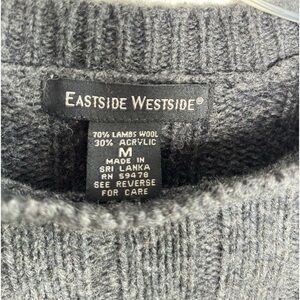 EASTSIDE WESTSIDE®
70% LAMBS WOOL
30% ACRYLIC
M
MADE IN
SRI LANKA
RN 59478
SEE REVERSE
FOR CARE